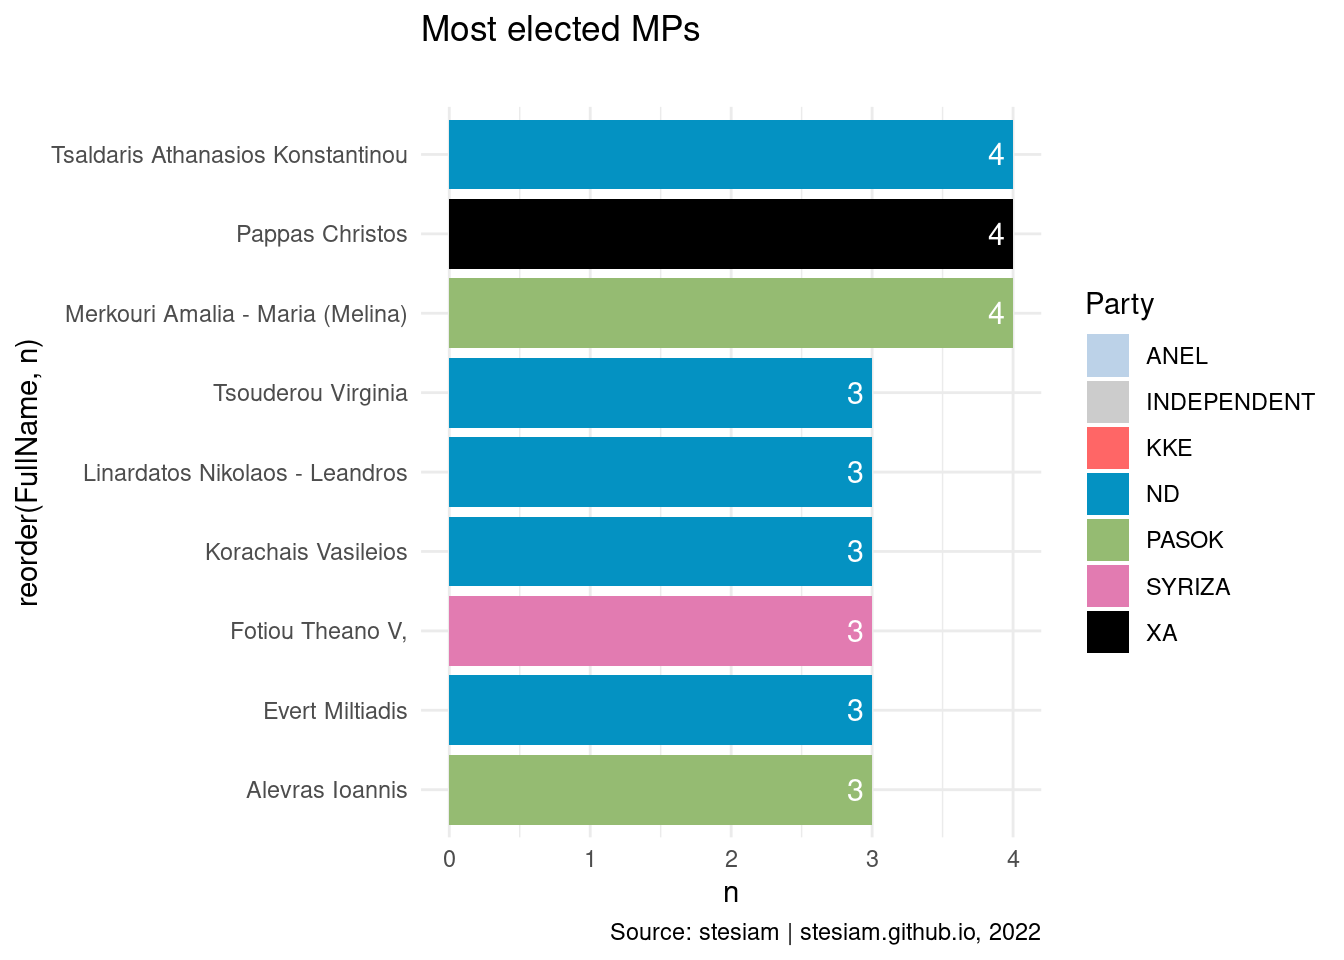 Most elected MPs
reorder(FullName, n)
Tsaldaris Athanasios Konstantinou
4
Pappas Christos
4
Merkouri Amalia - Maria (Melina)
4
Tsouderou Virginia
3
Linardatos Nikolaos - Leandros
3
Korachais Vasileios
3
Fotiou Theano V,
3
Evert Miltiadis
3
Alevras Ioannis
3
0 1 2 3 4
n
Party
ANEL
INDEPENDENT
KKE
ND
PASOK
SYRIZA
XA
Source: stesiam | stesiam.github.io, 2022